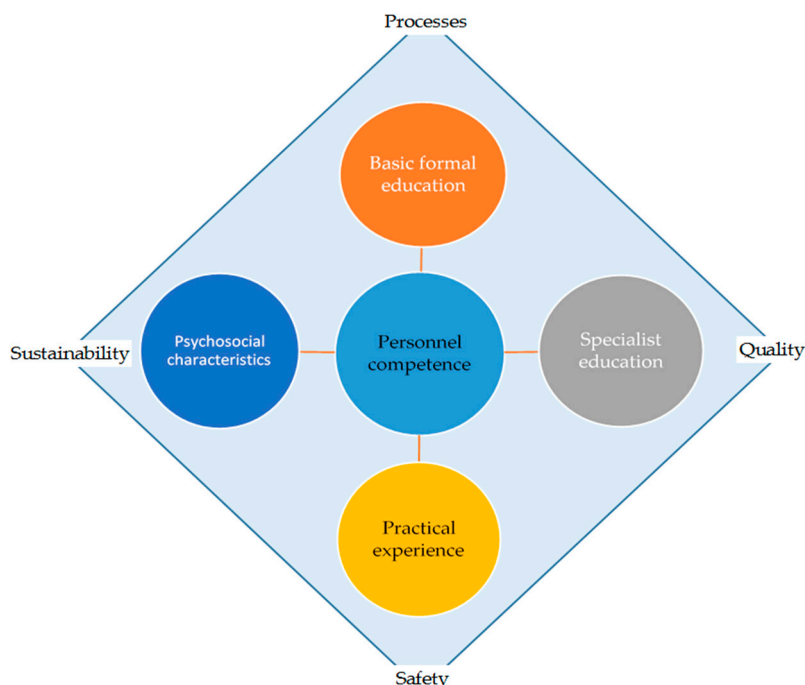 Processes
Basic formal
education
Sustainability
Psychosocial
characteristics
Personnel
competence
Specialist
education
Quality
Practical
experience
Safety